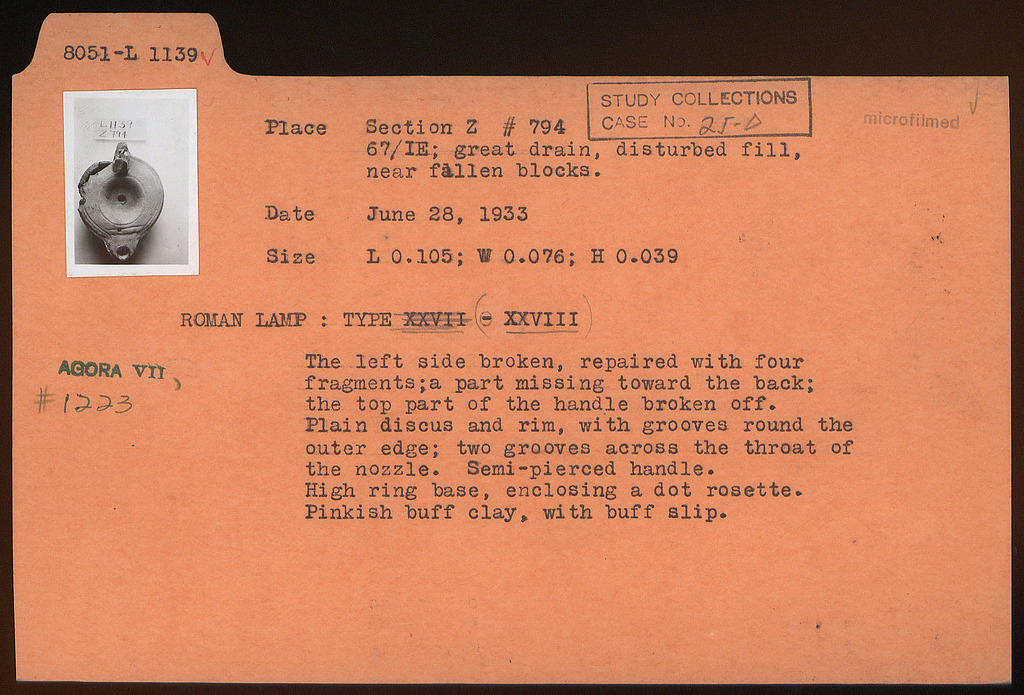 8051-L 1139 ✓
L1139
Z 794
STUDY COLLECTIONS
CASE No. 25-D
microfilmed
Place Section Z # 794
67/IE; great drain, disturbed fill,
near fallen blocks.
Date June 28, 1933
Size L 0.105; W 0.076; H 0.039
ROMAN LAMP : TYPE XXVII (- XXVIII)
AGORA VII,
#1223
The left side broken, repaired with four
fragments;a part missing toward the back;
the top part of the handle broken off.
Plain discus and rim, with grooves round the
outer edge; two grooves across the throat of
the nozzle. Semi-pierced handle.
High ring base, enclosing a dot rosette.
Pinkish buff clay, with buff slip.